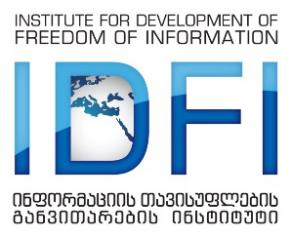 INSTITUTE FOR DEVELOPMENT OF
FREEDOM OF INFORMATION
IDFI
ინფორმაციის თავისუფლების
განვითარების ინსტიტუტი